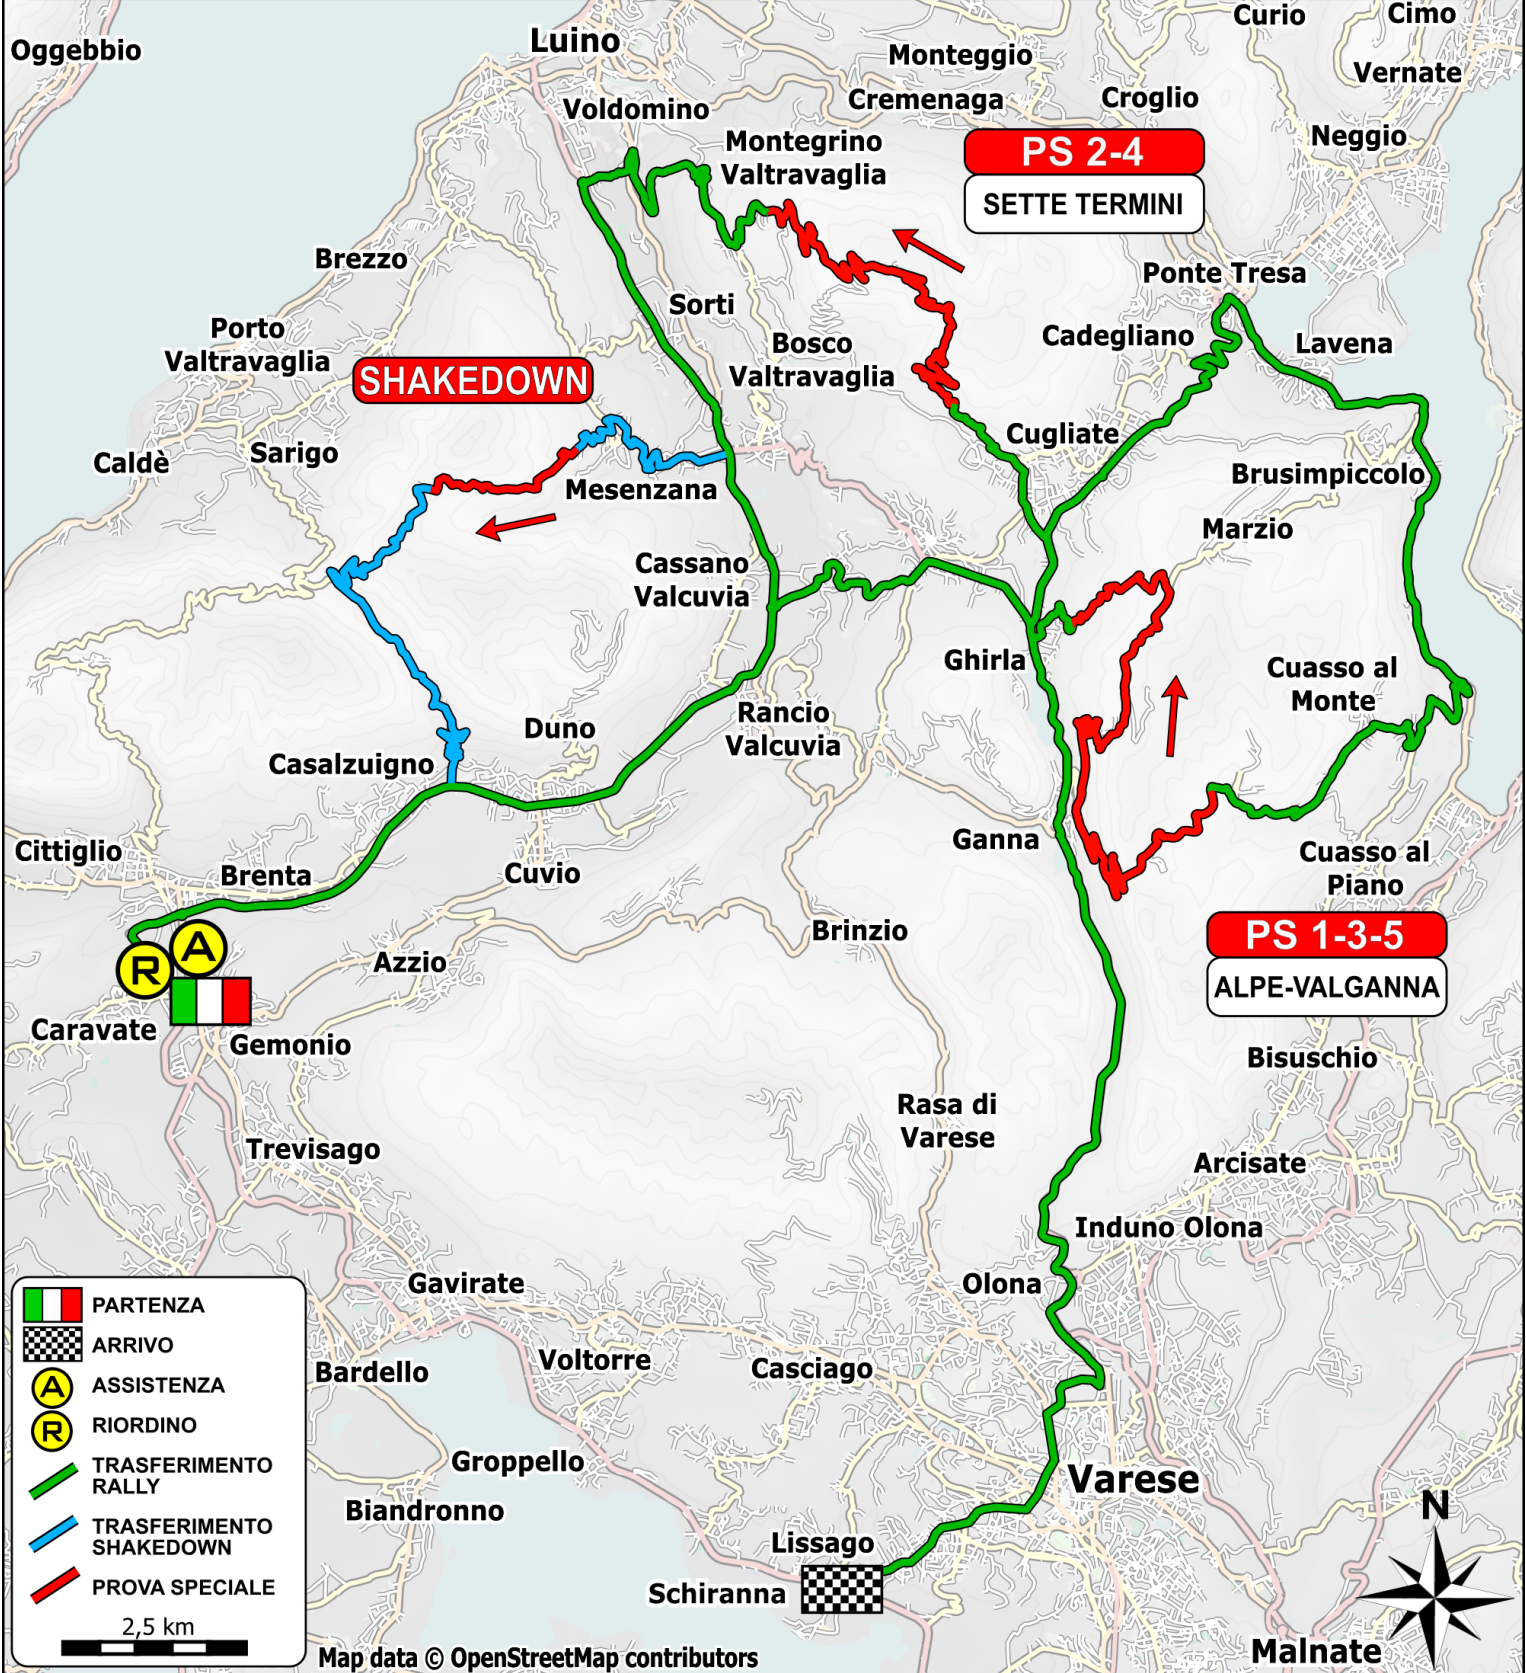 Oggebbio
Luino
Curio
Cimo
Monteggio
Vernate
Voldomino
Cremenaga
Croglio
Neggio
Montegrino
Valtravaglia
PS 2-4
SETTE TERMINI
Brezzo
Ponte Tresa
Sorti
Porto
Valtravaglia
Bosco
Valtravaglia
Cadegliano
Lavena
SHAKEDOWN
Cugliate
Caldè
Sarigo
Mesenzana
Brusimpiccolo
Marzio
Cassano
Valcuvia
Ghirla
Cuasso al
Monte
Duno
Rancio
Valcuvia
Casalzuigno
Ganna
Cittiglio
Brenta
Cuvio
Cuasso al
Piano
Brinzio
PS 1-3-5
ALPE-VALGANNA
A
R
Azzio
Caravate
Gemonio
Bisuschio
Rasa di
Varese
Trevisago
Arcisate
Induno Olona
Gavirate
Olona
Bardello
Voltorre
Casciago
Groppello
Varese
Biandronno
Lissago
Schiranna
Malnate
N
PARTENZA
ARRIVO
A ASSISTENZA
R RIORDINO
TRASFERIMENTO
RALLY
TRASFERIMENTO
SHAKEDOWN
PROVA SPECIALE
2,5 km
Map data © OpenStreetMap contributors